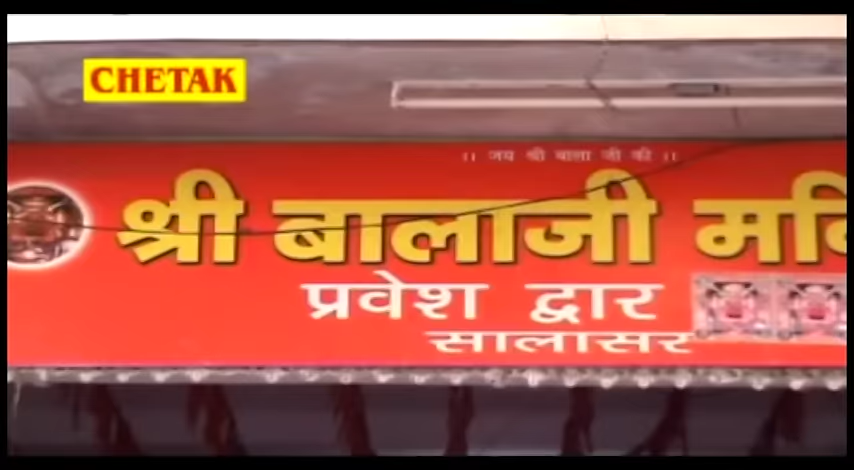 CHETAK
।। जय श्री बाला जी की ।।
श्री बालाजी
प्रवेश द्वार
सालासर